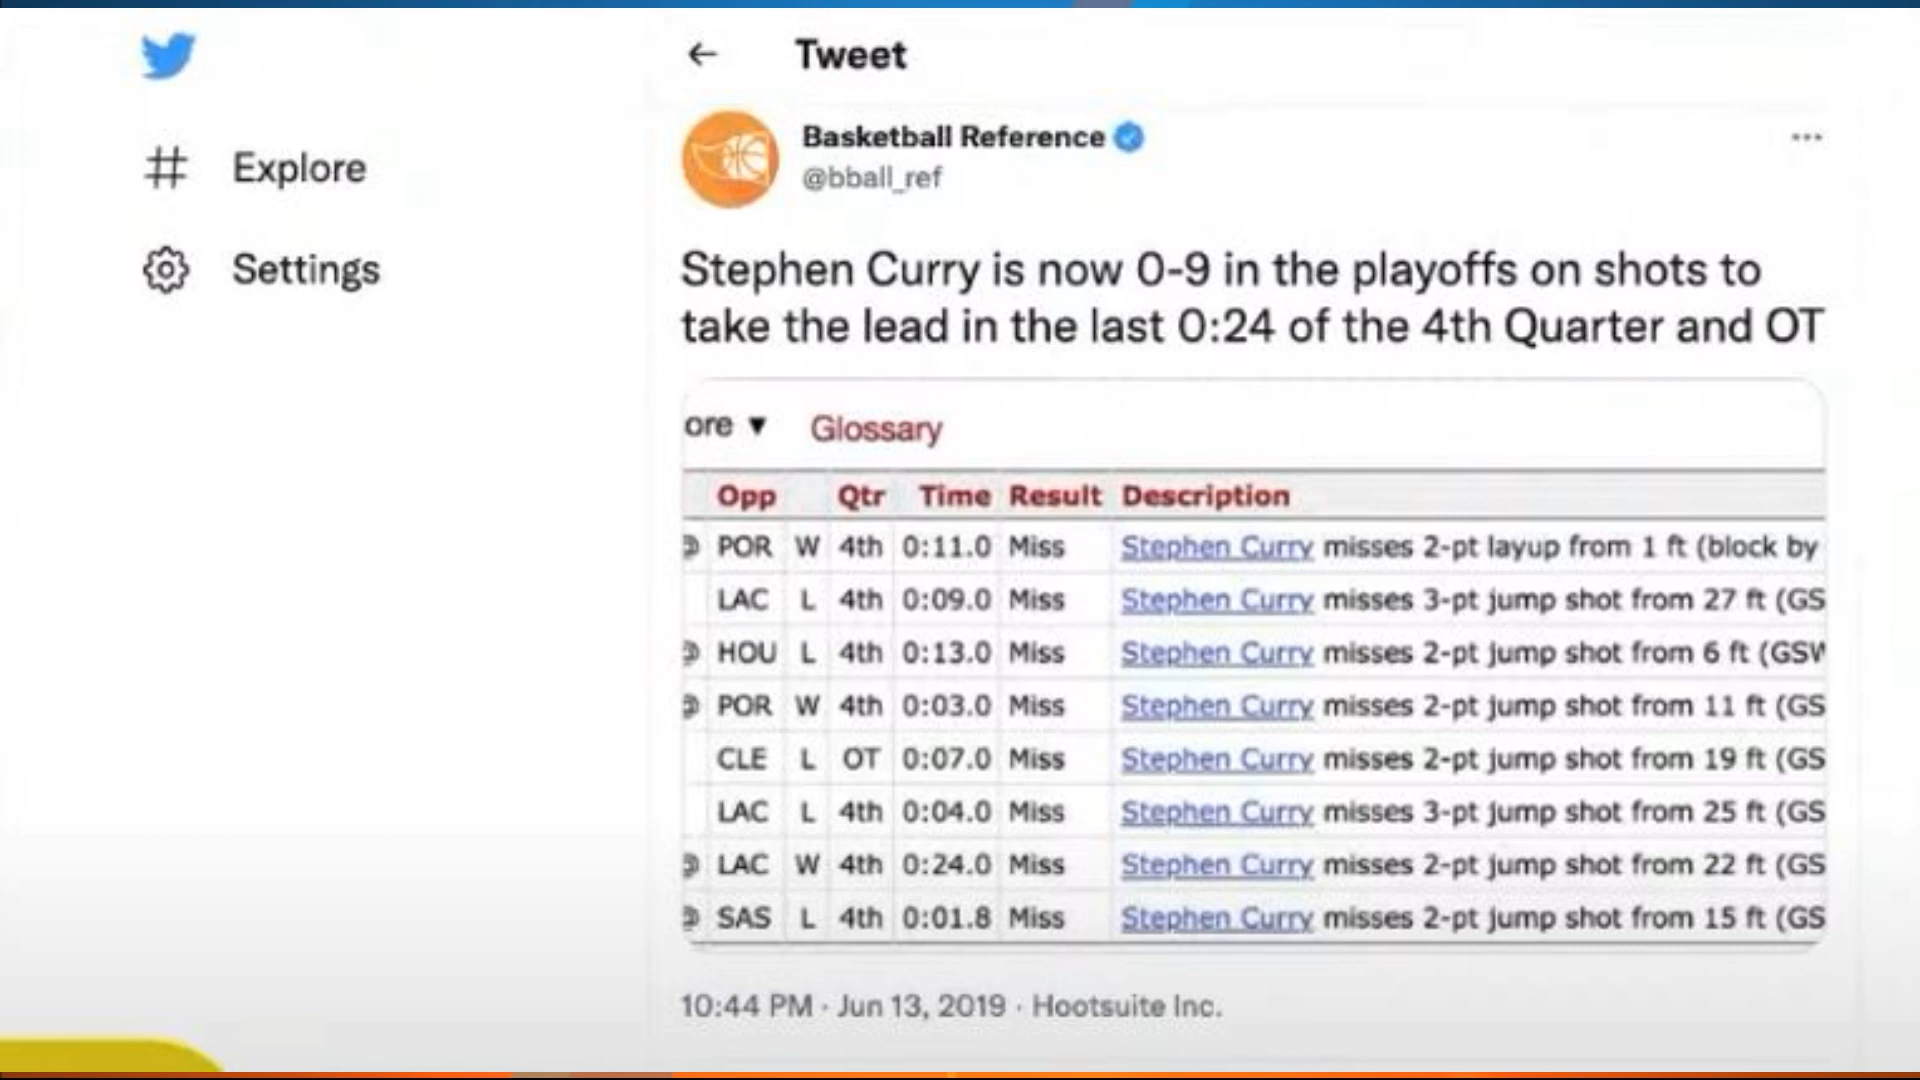 Tweet
Basketball Reference
@bball_ref
Explore
Settings
Stephen Curry is now 0-9 in the playoffs on shots to
take the lead in the last 0:24 of the 4th Quarter and OT
ore ▼ Glossary
Opp Qtr Time Result Description
POR W 4th 0:11.0 Miss Stephen Curry misses 2-pt layup from 1 ft (block by
LAC L 4th 0:09.0 Miss Stephen Curry misses 3-pt jump shot from 27 ft (GS
@ HOU L 4th 0:13.0 Miss Stephen Curry misses 2-pt jump shot from 6 ft (GSW
@ POR W 4th 0:03.0 Miss Stephen Curry misses 2-pt jump shot from 11 ft (GS
CLE L OT 0:07.0 Miss Stephen Curry misses 2-pt jump shot from 19 ft (GS
LAC L 4th 0:04.0 Miss Stephen Curry misses 3-pt jump shot from 25 ft (GS
@ LAC W 4th 0:24.0 Miss Stephen Curry misses 2-pt jump shot from 22 ft (GS
@ SAS L 4th 0:01.8 Miss Stephen Curry misses 2-pt jump shot from 15 ft (GS
10:44 PM · Jun 13, 2019 · Hootsuite Inc.